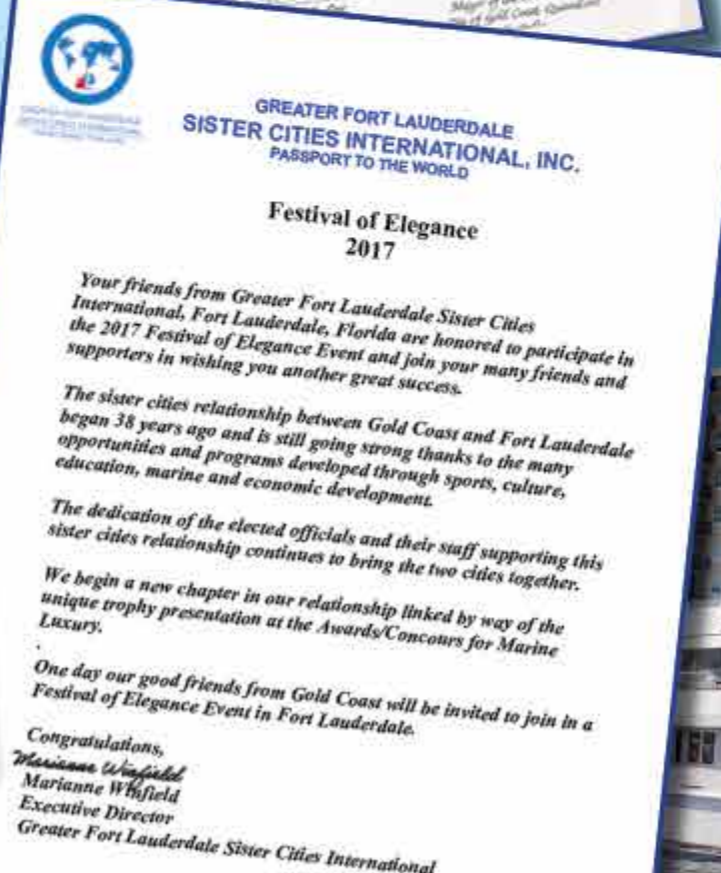 GREATER FORT LAUDERDALE
SISTER CITIES INTERNATIONAL, INC.
PASSPORT TO THE WORLD
Festival of Elegance
2017
Your friends from Greater Fort Lauderdale Sister Cities
International, Fort Lauderdale, Florida are honored to participate in
the 2017 Festival of Elegance Event and join your many friends and
supporters in wishing you another great success.
The sister cities relationship between Gold Coast and Fort Lauderdale
began 38 years ago and is still going strong thanks to the many
opportunities and programs developed through sports, culture,
education, marine and economic development.
The dedication of the elected officials and their staff supporting this
sister cities relationship continues to bring the two cities together.
We begin a new chapter in our relationship linked by way of the
unique trophy presentation at the Awards/Concours for Marine
Luxury.
.
One day our good friends from Gold Coast will be invited to join in a
Festival of Elegance Event in Fort Lauderdale.
Congratulations,
Marianne Winfield
Marianne Winfield
Executive Director
Greater Fort Lauderdale Sister Cities International